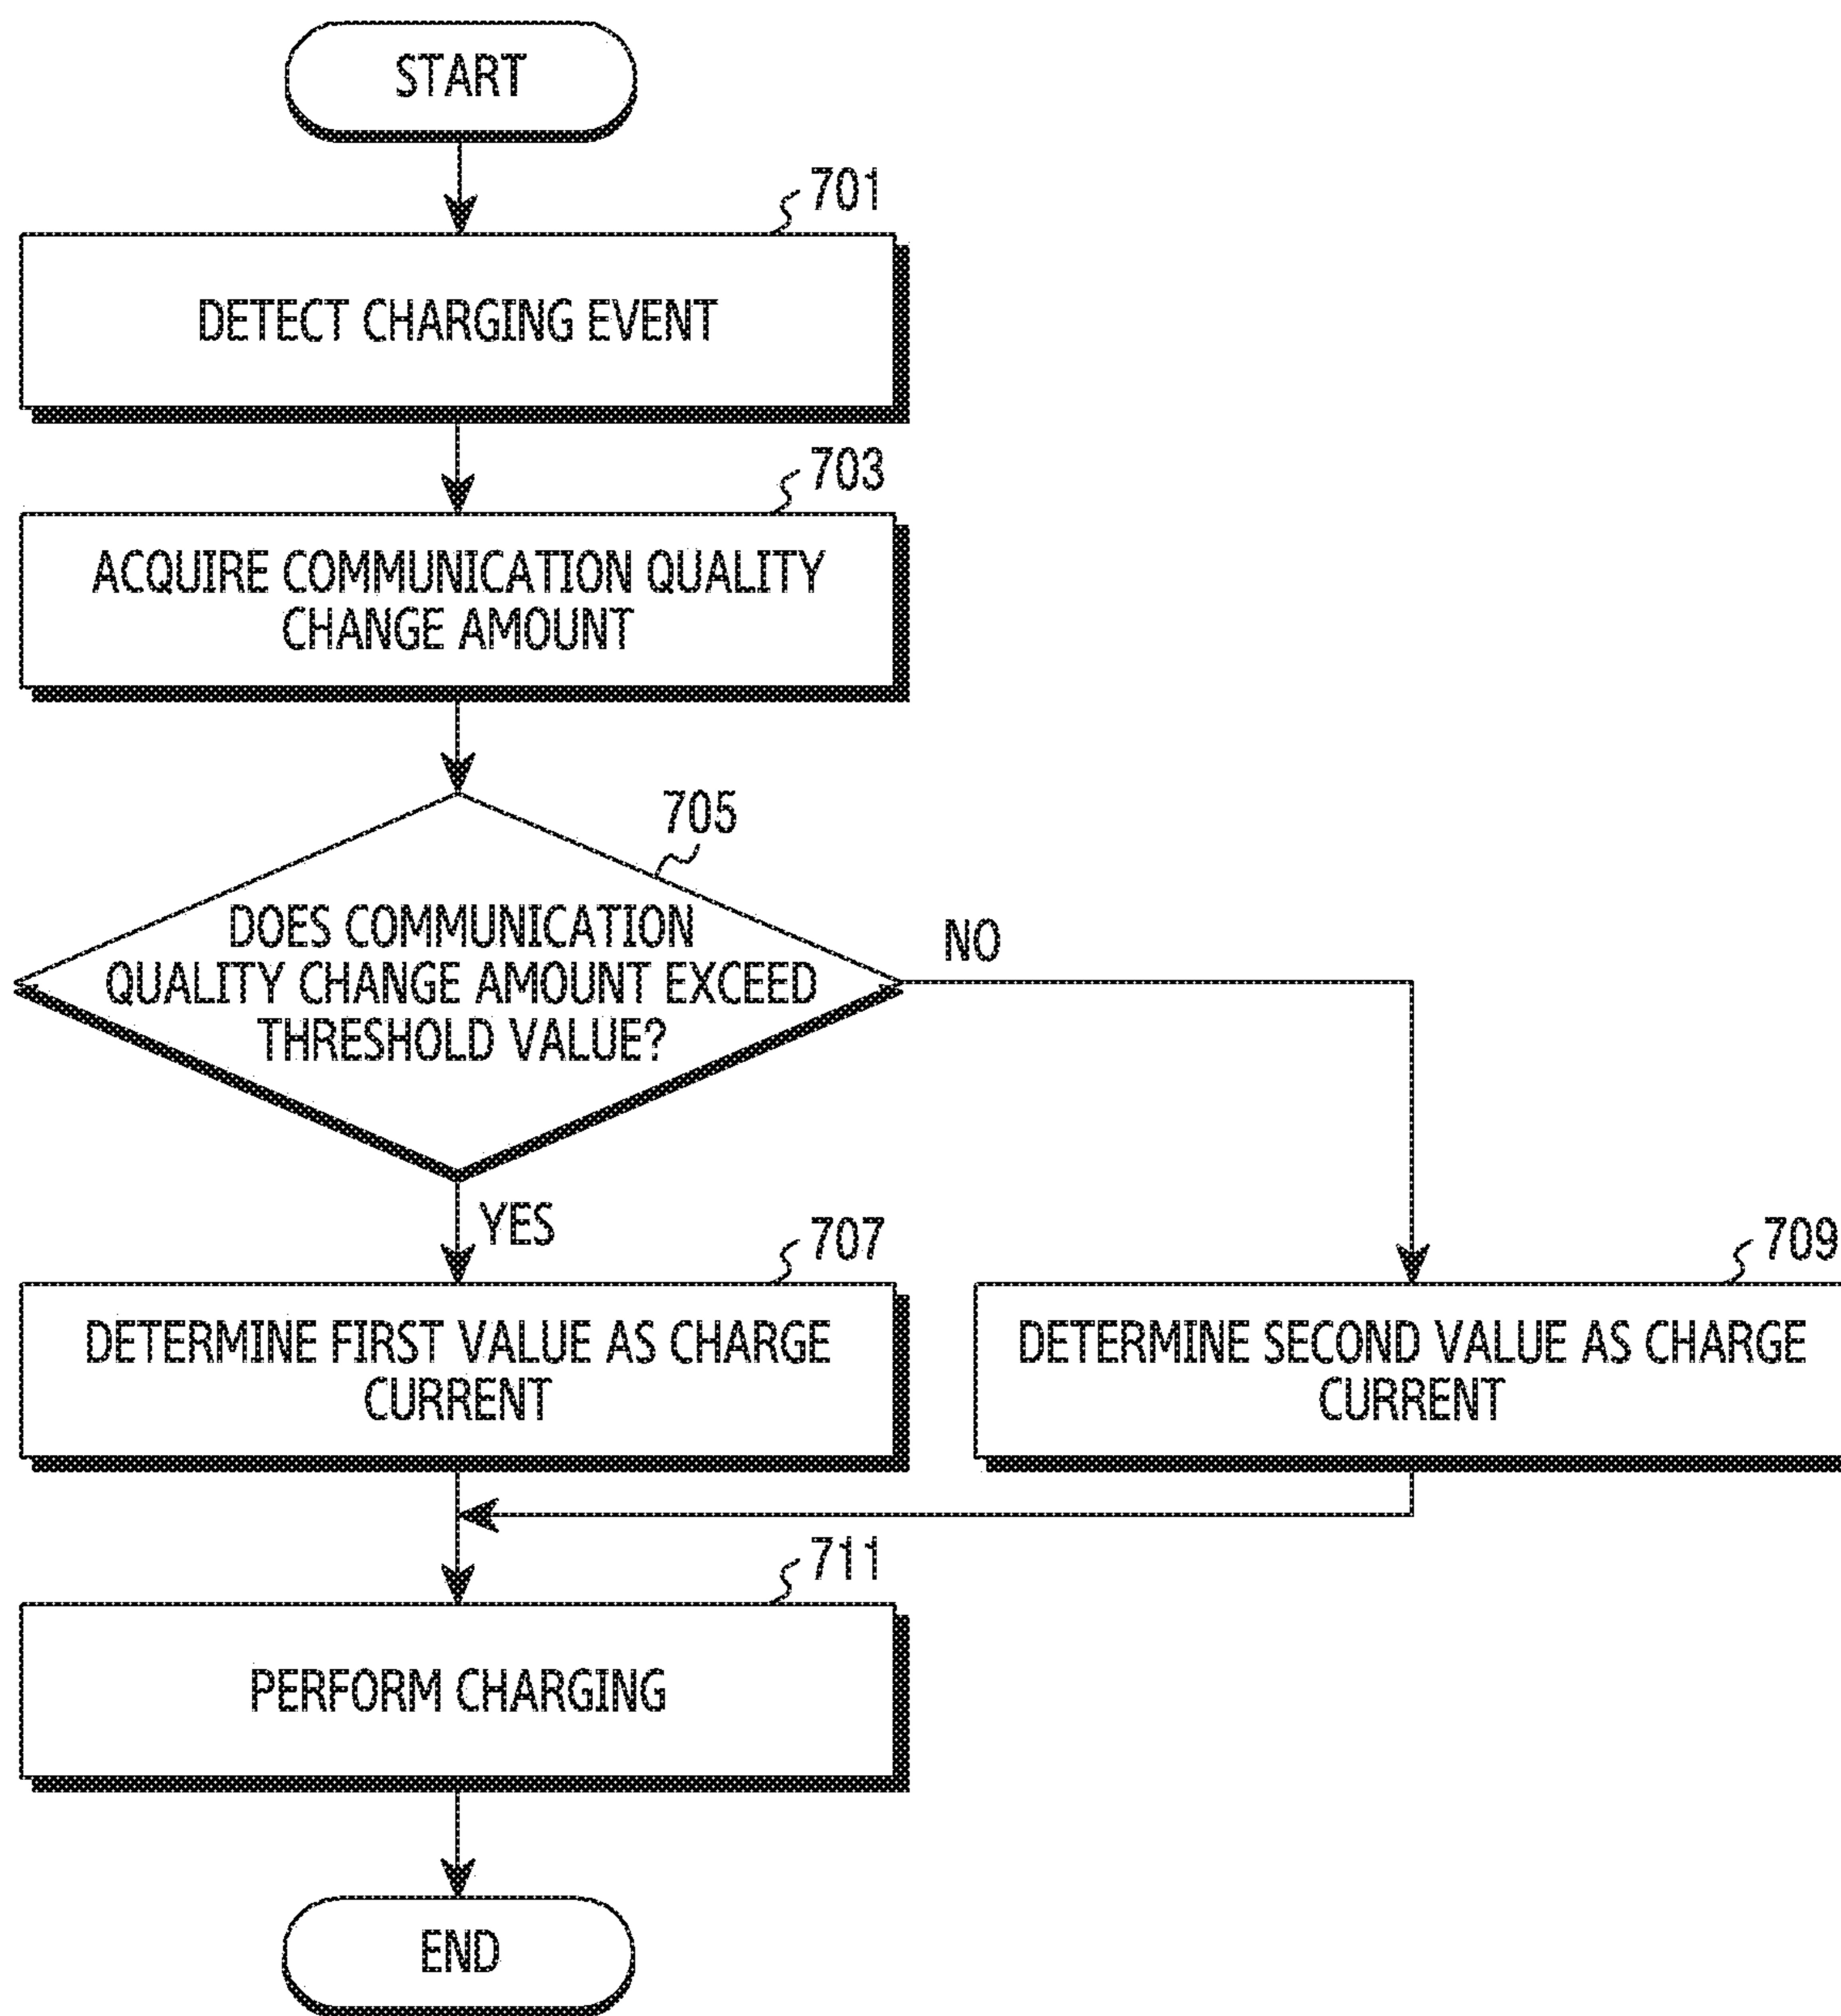 START
701
DETECT CHARGING EVENT
703
ACQUIRE COMMUNICATION QUALITY
CHANGE AMOUNT
705
DOES COMMUNICATION
QUALITY CHANGE AMOUNT EXCEED
THRESHOLD VALUE?
NO
YES
707
DETERMINE FIRST VALUE AS CHARGE
CURRENT
709
DETERMINE SECOND VALUE AS CHARGE
CURRENT
711
PERFORM CHARGING
END